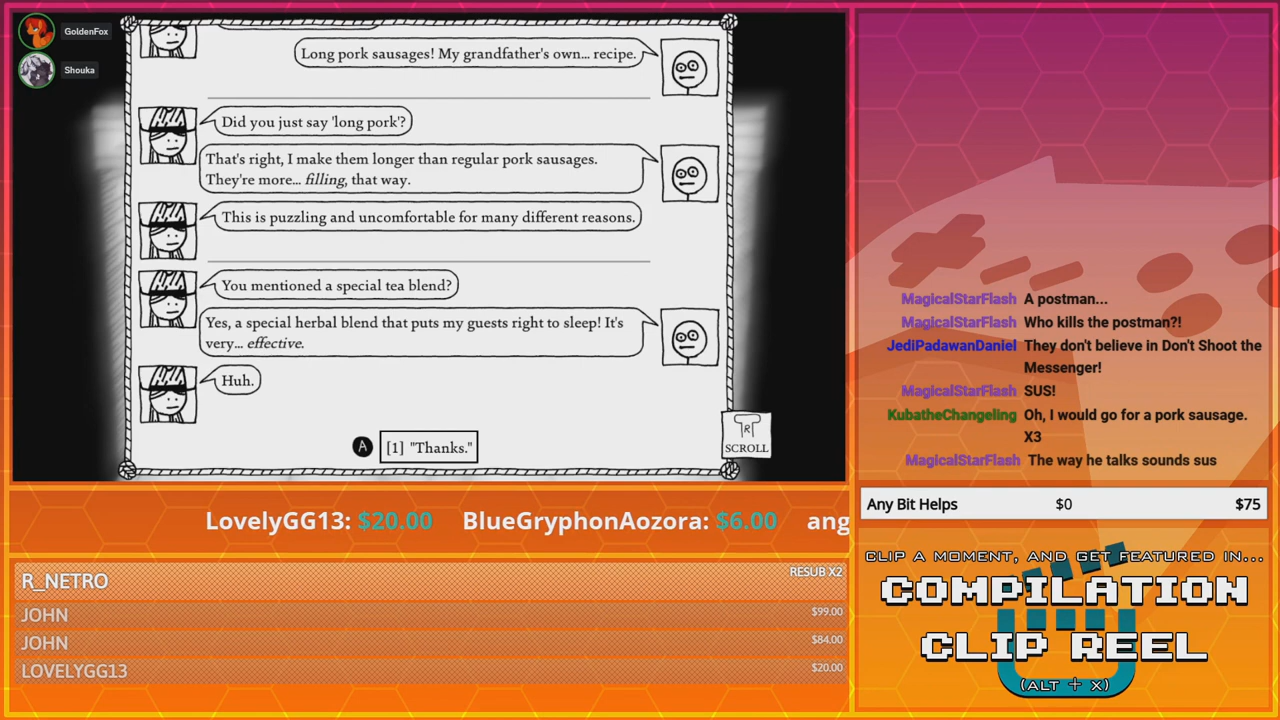 GoldenFox
Shouka
Long pork sausages! My grandfather's own... recipe.
Did you just say 'long pork'?
That's right, I make them longer than regular pork sausages.
They're more... filling, that way.
This is puzzling and uncomfortable for many different reasons.
You mentioned a special tea blend?
Yes, a special herbal blend that puts my guests right to sleep! It's
very... effective.
Huh.
A [1] "Thanks."
R
SCROLL
MagicalStarFlash A postman...
MagicalStarFlash Who kills the postman?!
JediPadawanDaniel They don't believe in Don't Shoot the
Messenger!
MagicalStarFlash SUS!
KubatheChangeling Oh, I would go for a pork sausage.
X3
MagicalStarFlash The way he talks sounds sus
Any Bit Helps $0 $75
LovelyGG13: $20.00 BlueGryphonAozora: $6.00 ang
R_NETRO RESUB X2
JOHN $99.00
JOHN $84.00
LOVELYGG13 $20.00
CLIP A MOMENT, AND GET FEATURED IN...
COMPILATION
CLIP REEL
(ALT + X)